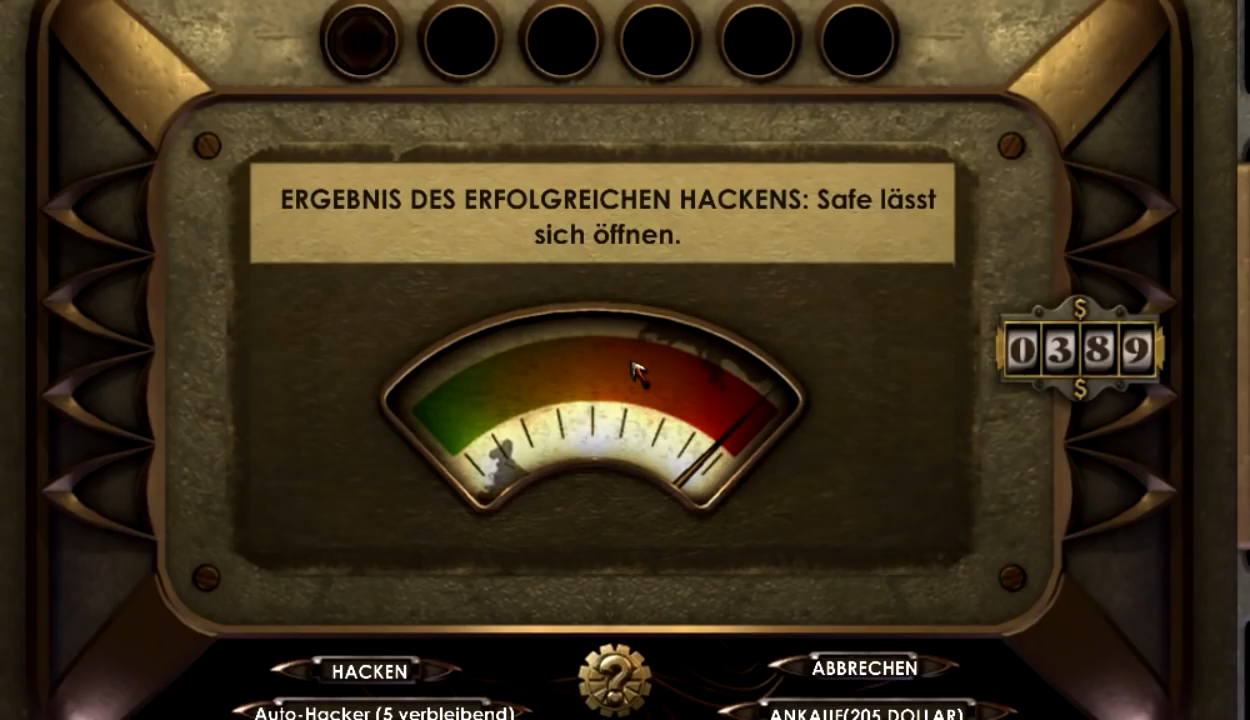 ERGEBNIS DES ERFOLGREICHEN HACKENS: Safe lässt
sich öffnen.
$
0389
$
HACKEN
?
ABBRECHEN
Auto-Hacker (5 verbleibend)
ANKAUF(205 DOLLAR)